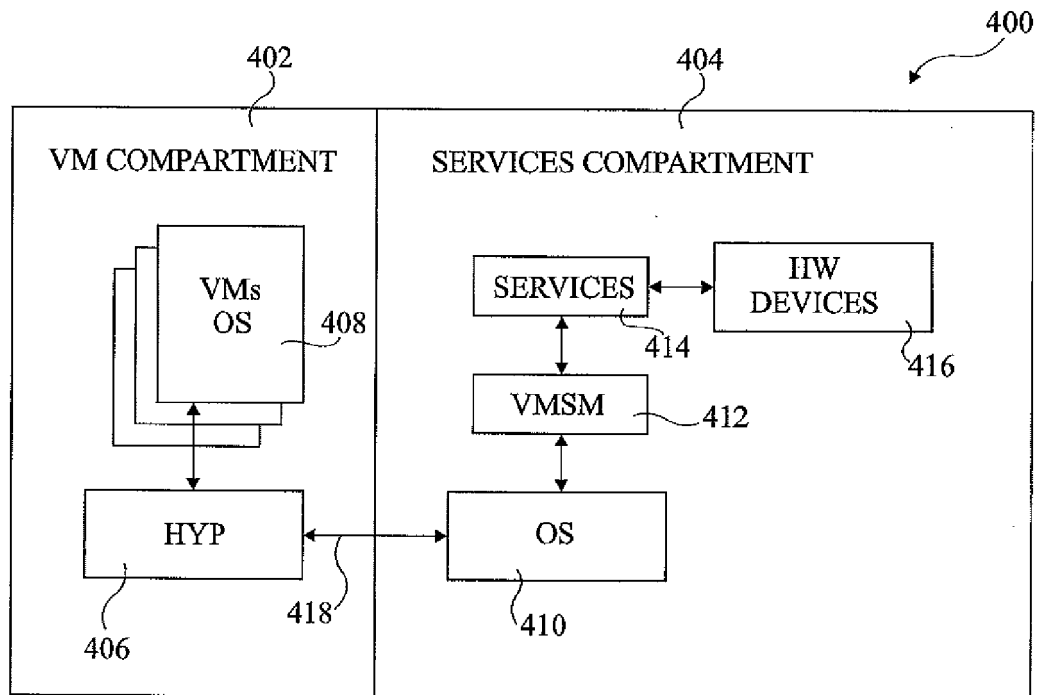 400
402
404
VM COMPARTMENT
SERVICES COMPARTMENT
VMs
OS
408
SERVICES
414
HW
DEVICES
416
VMSM
412
HYP
406
418
OS
410